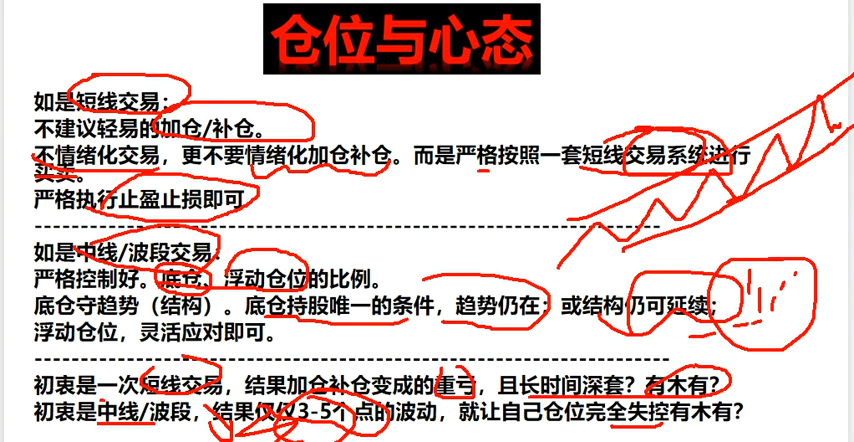 仓位与心态
如是短线交易：
不建议轻易的加仓/补仓。
不情绪化交易，更不要情绪化加仓补仓。而是严格按照一套短线交易系统进行
买卖。
严格执行止盈止损即可
如是中线/波段交易：
严格控制好。底仓、浮动仓位的比例。
底仓守趋势（结构）。底仓持股唯一的条件，趋势仍在；或结构仍可延续；
浮动仓位，灵活应对即可。
初衷是一次短线交易，结果加仓补仓变成的重亏，且长时间深套？有木有？
初衷是中线/波段，结果仅仅3-5个点的波动，就让自己仓位完全失控有木有？